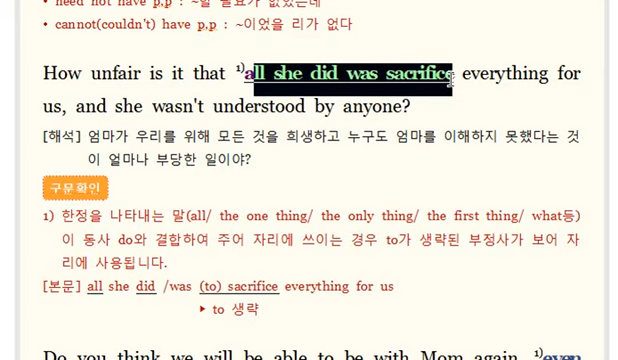 • need not have p,p : ~할 필요가 없었는데
• cannot(couldn't) have p,p : ~이었을 리가 없다
How unfair is it that ¹⁾all she did was sacrifice everything for
us, and she wasn't understood by anyone?
[해석] 엄마가 우리를 위해 모든 것을 희생하고 누구도 엄마를 이해하지 못했다는 것
이 얼마나 부당한 일이야?
구문확인
1) 한정을 나타내는 말(all/ the one thing/ the only thing/ the first thing/ what등)
이 동사 do와 결합하여 주어 자리에 쓰이는 경우 to가 생략된 부정사가 보어 자
리에 사용됩니다.
[본문] all she did /was (to) sacrifice everything for us
▸ to 생략
Do you think we will be able to be with Mom again, ¹⁾even